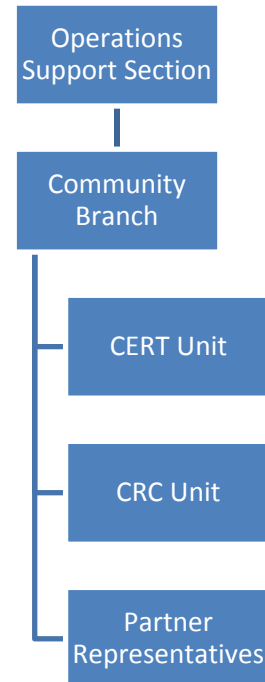 Operations
Support Section
Community
Branch
CERT Unit
CRC Unit
Partner
Representatives